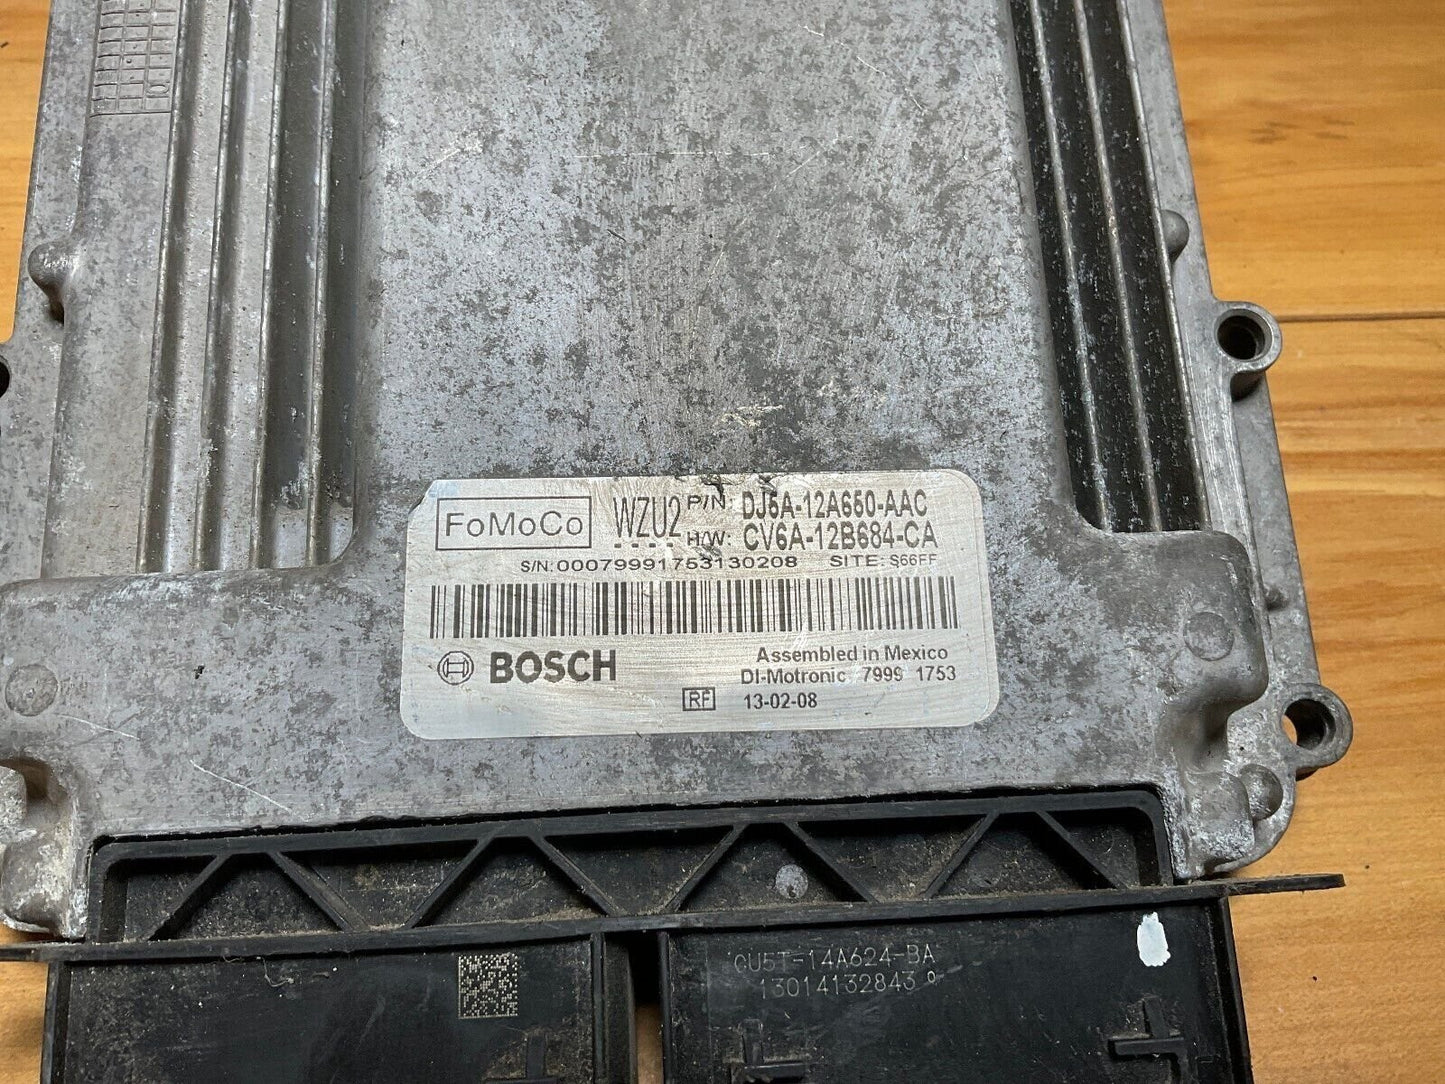 FoMoCo WZU2 P/N: DJ5A-12A650-AAC
H/W: CV6A-12B684-CA
S/N:00079991753130208 SITE: S66FF
BOSCH Assembled in Mexico
DI-Motronic 7999 1753
RF 13-02-08
CU5T-14A624-BA
13014132843